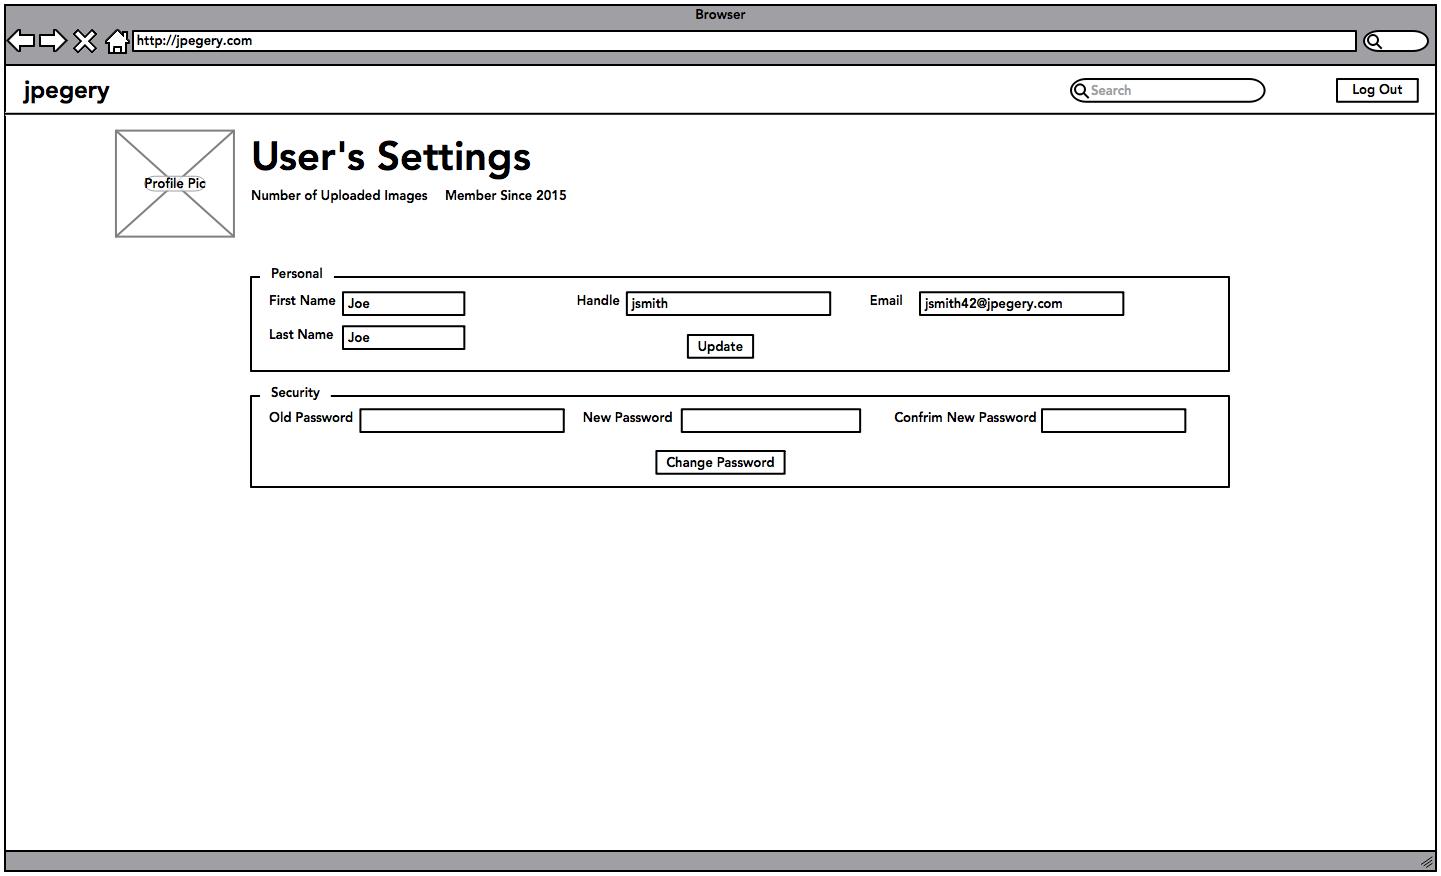 Browser
http://jpegery.com
jpegery
Search
Log Out
Profile Pic
User's Settings
Number of Uploaded Images Member Since 2015
Personal
First Name Joe Handle jsmith Email jsmith42@jpegery.com
Last Name Joe
Update
Security
Old Password New Password Confrim New Password
Change Password